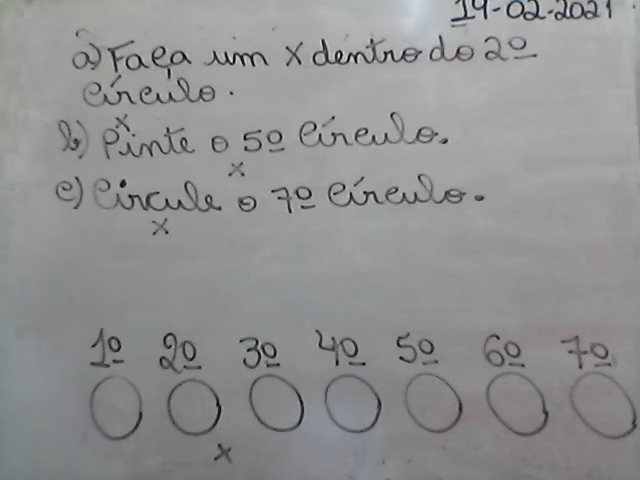 14-02-2021
a) Faça um x dentro do 2º
círculo.
x
b) Pinte o 5º círculo.
x
c) Circule o 7º círculo.
x
1º 2º 3º 4º 5º 6º 7º
x